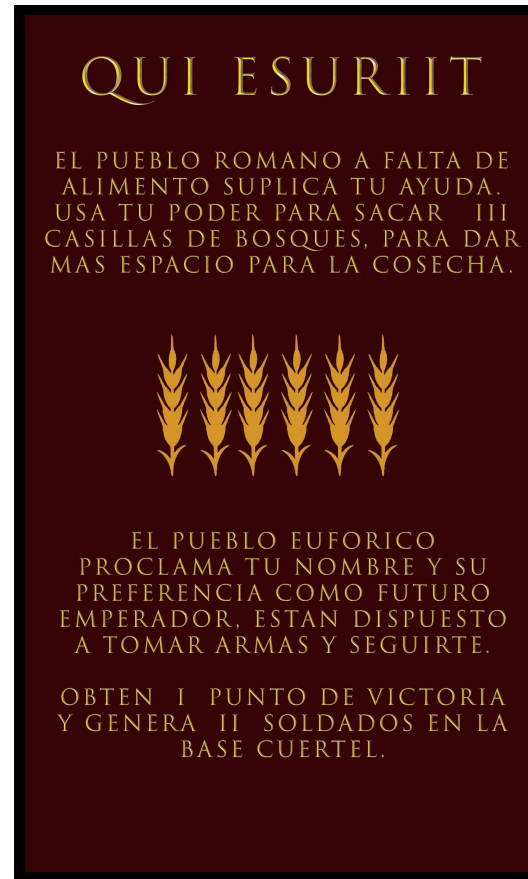 QUI ESURIIT
EL PUEBLO ROMANO A FALTA DE
ALIMENTO SUPLICA TU AYUDA.
USA TU PODER PARA SACAR III
CASILLAS DE BOSQUES, PARA DAR
MAS ESPACIO PARA LA COSECHA.
EL PUEBLO EUFORICO
PROCLAMA TU NOMBRE Y SU
PREFERENCIA COMO FUTURO
EMPERADOR, ESTAN DISPUESTO
A TOMAR ARMAS Y SEGUIRTE.
OBTEN I PUNTO DE VICTORIA
Y GENERA II SOLDADOS EN LA
BASE CUERTEL.